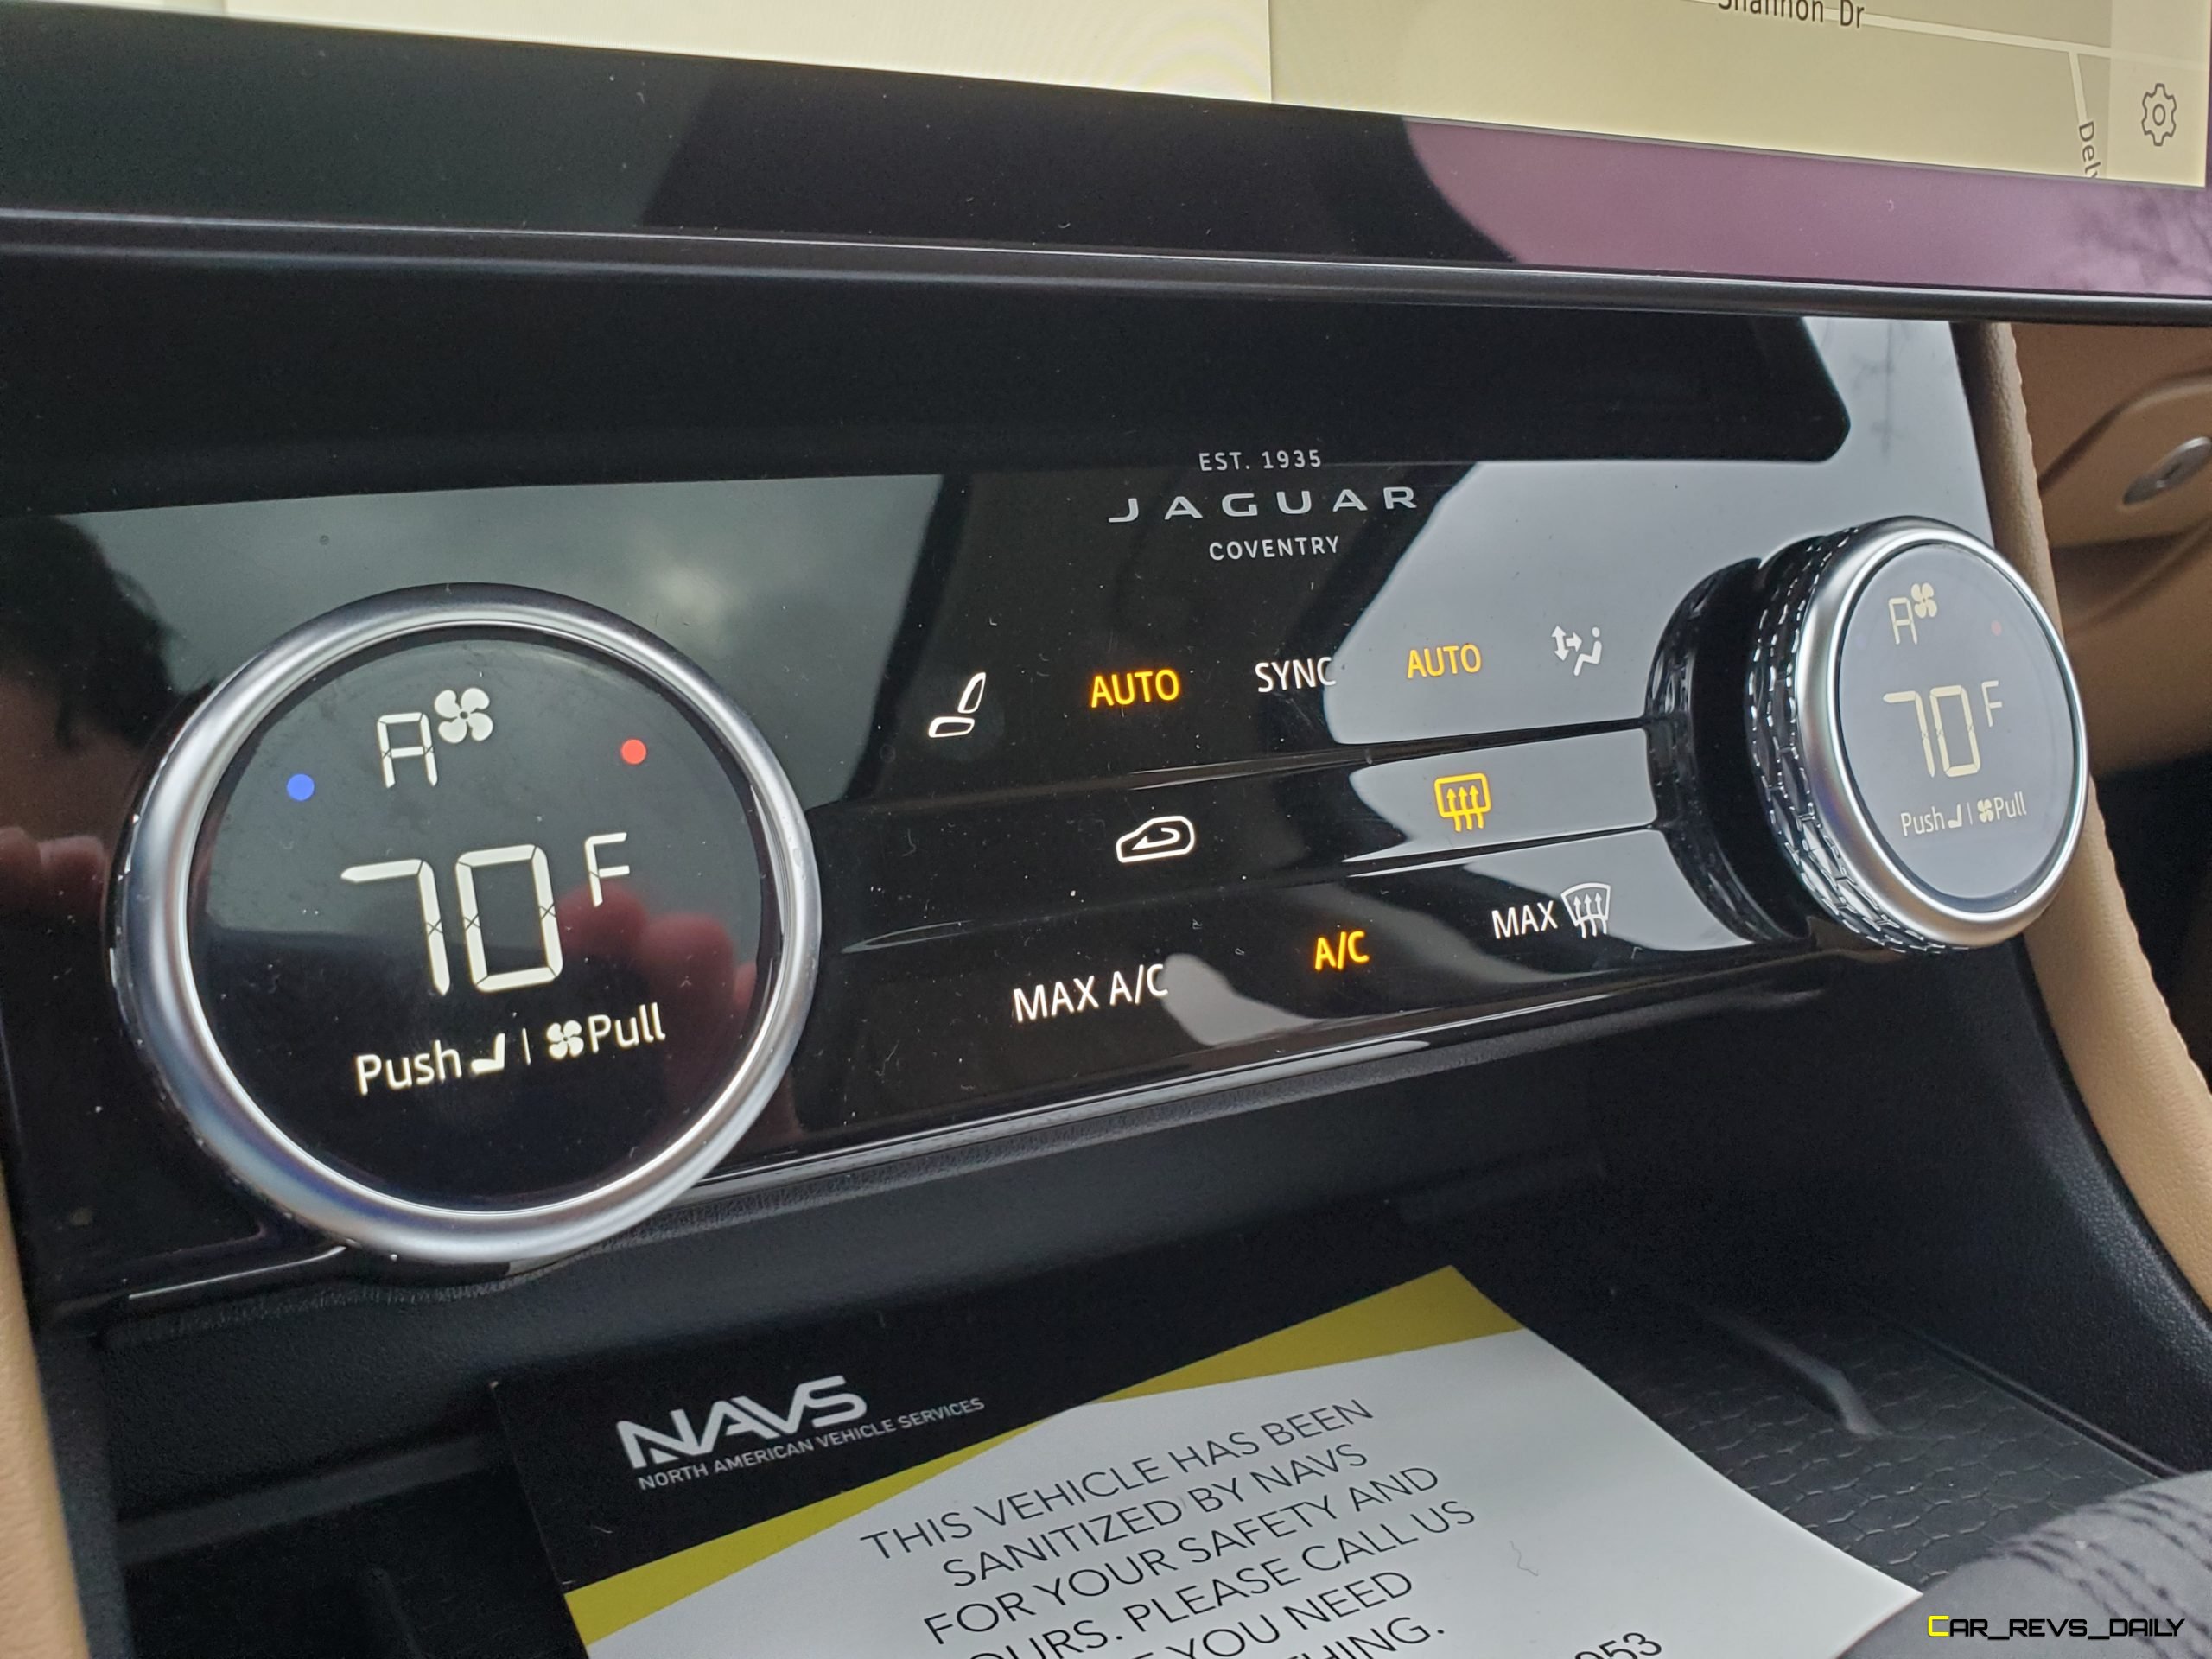 Shannon Dr
EST. 1935
JAGUAR
COVENTRY
AUTO SYNC AUTO
MAX A/C A/C MAX
A
70 F
Push | Pull
A
70 F
Push | Pull
NAVS
NORTH AMERICAN VEHICLE SERVICES
THIS VEHICLE HAS BEEN
SANITIZED BY NAVS
FOR YOUR SAFETY AND
OURS. PLEASE CALL US
YOU NEED
CAR_REVS_DAILY